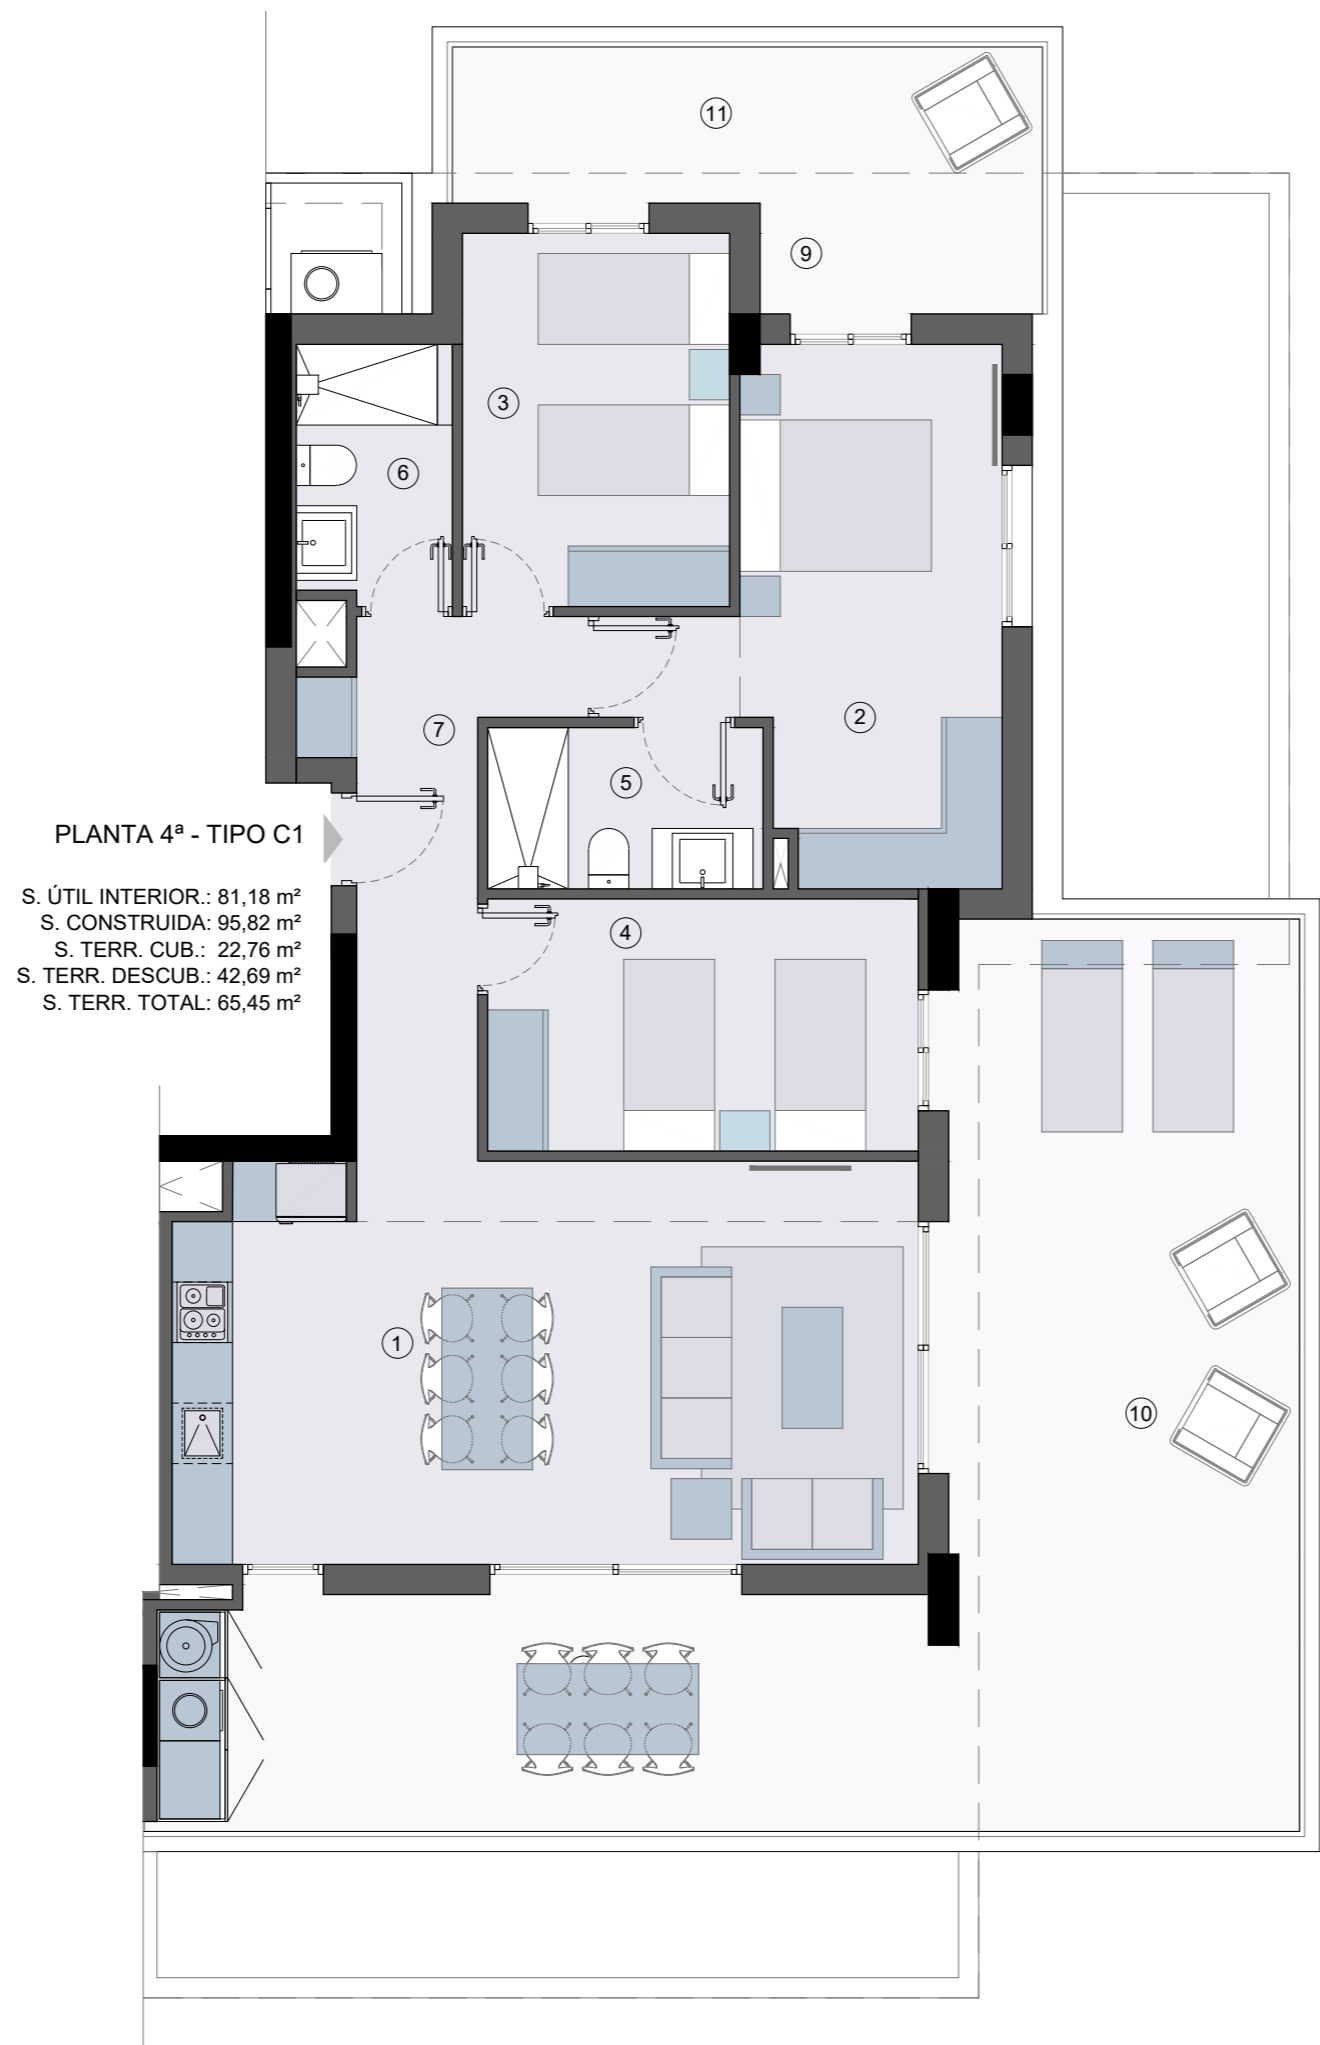 11
9
3
6
2
7
5
PLANTA 4ª - TIPO C1
S. ÚTIL INTERIOR.: 81,18 m²
S. CONSTRUIDA: 95,82 m²
S. TERR. CUB.: 22,76 m²
S. TERR. DESCUB.: 42,69 m²
S. TERR. TOTAL: 65,45 m²
4
1
10